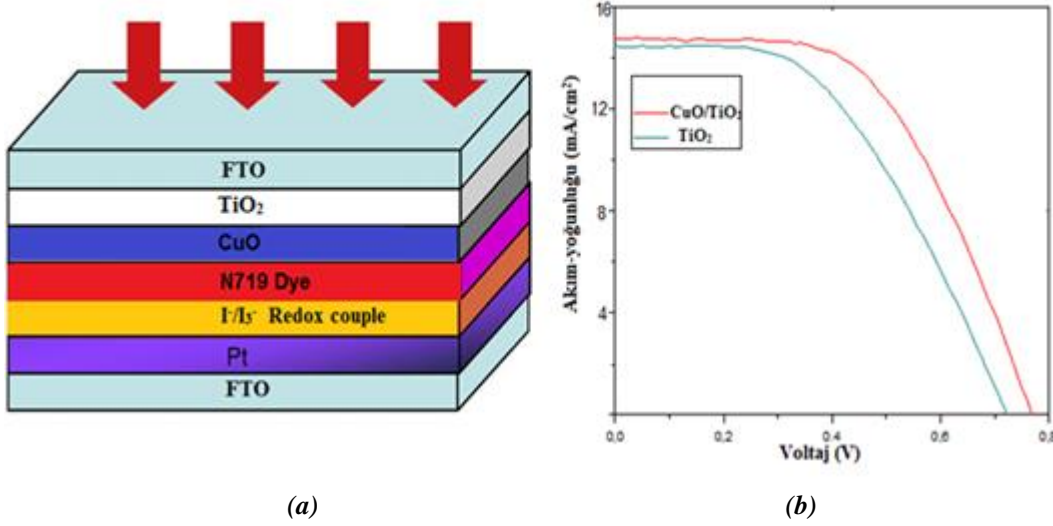 FTO
TiO₂
CuO
N719 Dye
I⁻/I₃⁻ Redox couple
Pt
FTO
(a)
16
12
8
4
0,0
0,2
0,4
0,6
0,8
Akım-yoğunluğu (mA/cm²)
CuO/TiO₂
TiO₂
Voltaj (V)
(b)